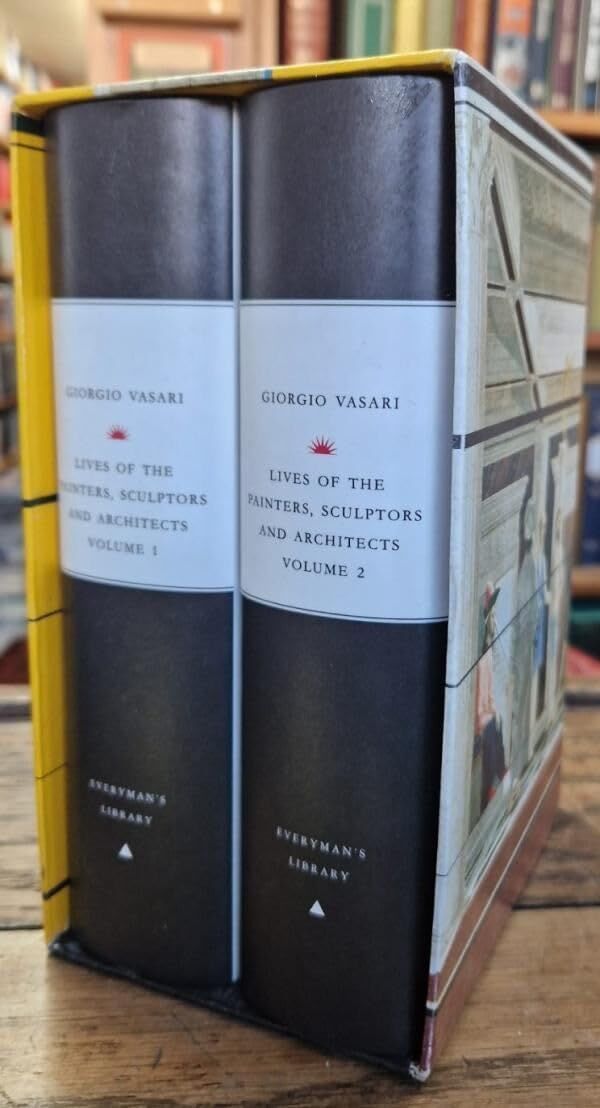 GIORGIO VASARI
LIVES OF THE
PAINTERS, SCULPTORS
AND ARCHITECTS
VOLUME 1
EVERYMAN'S
LIBRARY
GIORGIO VASARI
LIVES OF THE
PAINTERS, SCULPTORS
AND ARCHITECTS
VOLUME 2
EVERYMAN'S
LIBRARY